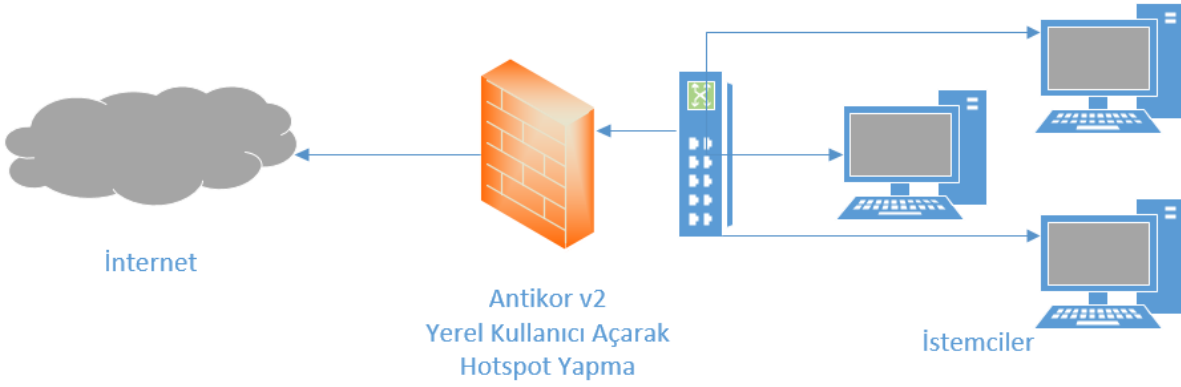 İnternet
Antikor v2
Yerel Kullanıcı Açarak
Hotspot Yapma
İstemciler